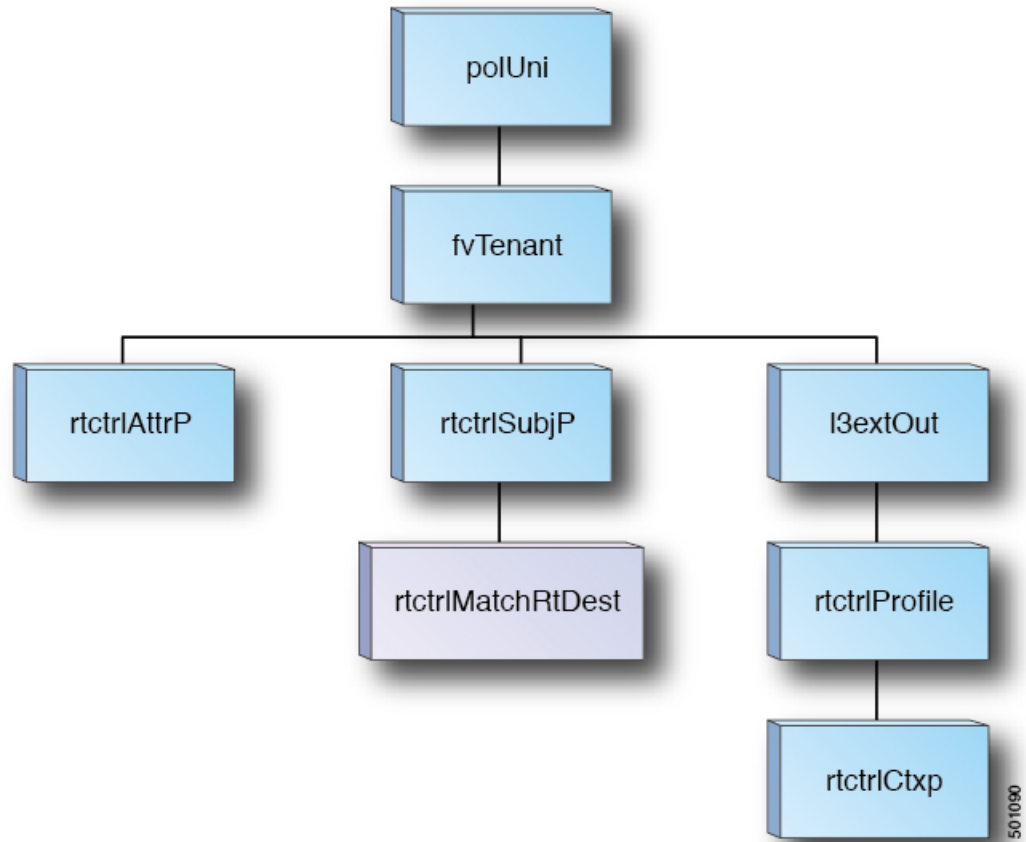 polUni
fvTenant
rtctrlAttrP
rtctrlSubjP
l3extOut
rtctrlMatchRtDest
rtctrlProfile
rtctrlCtxp
501090